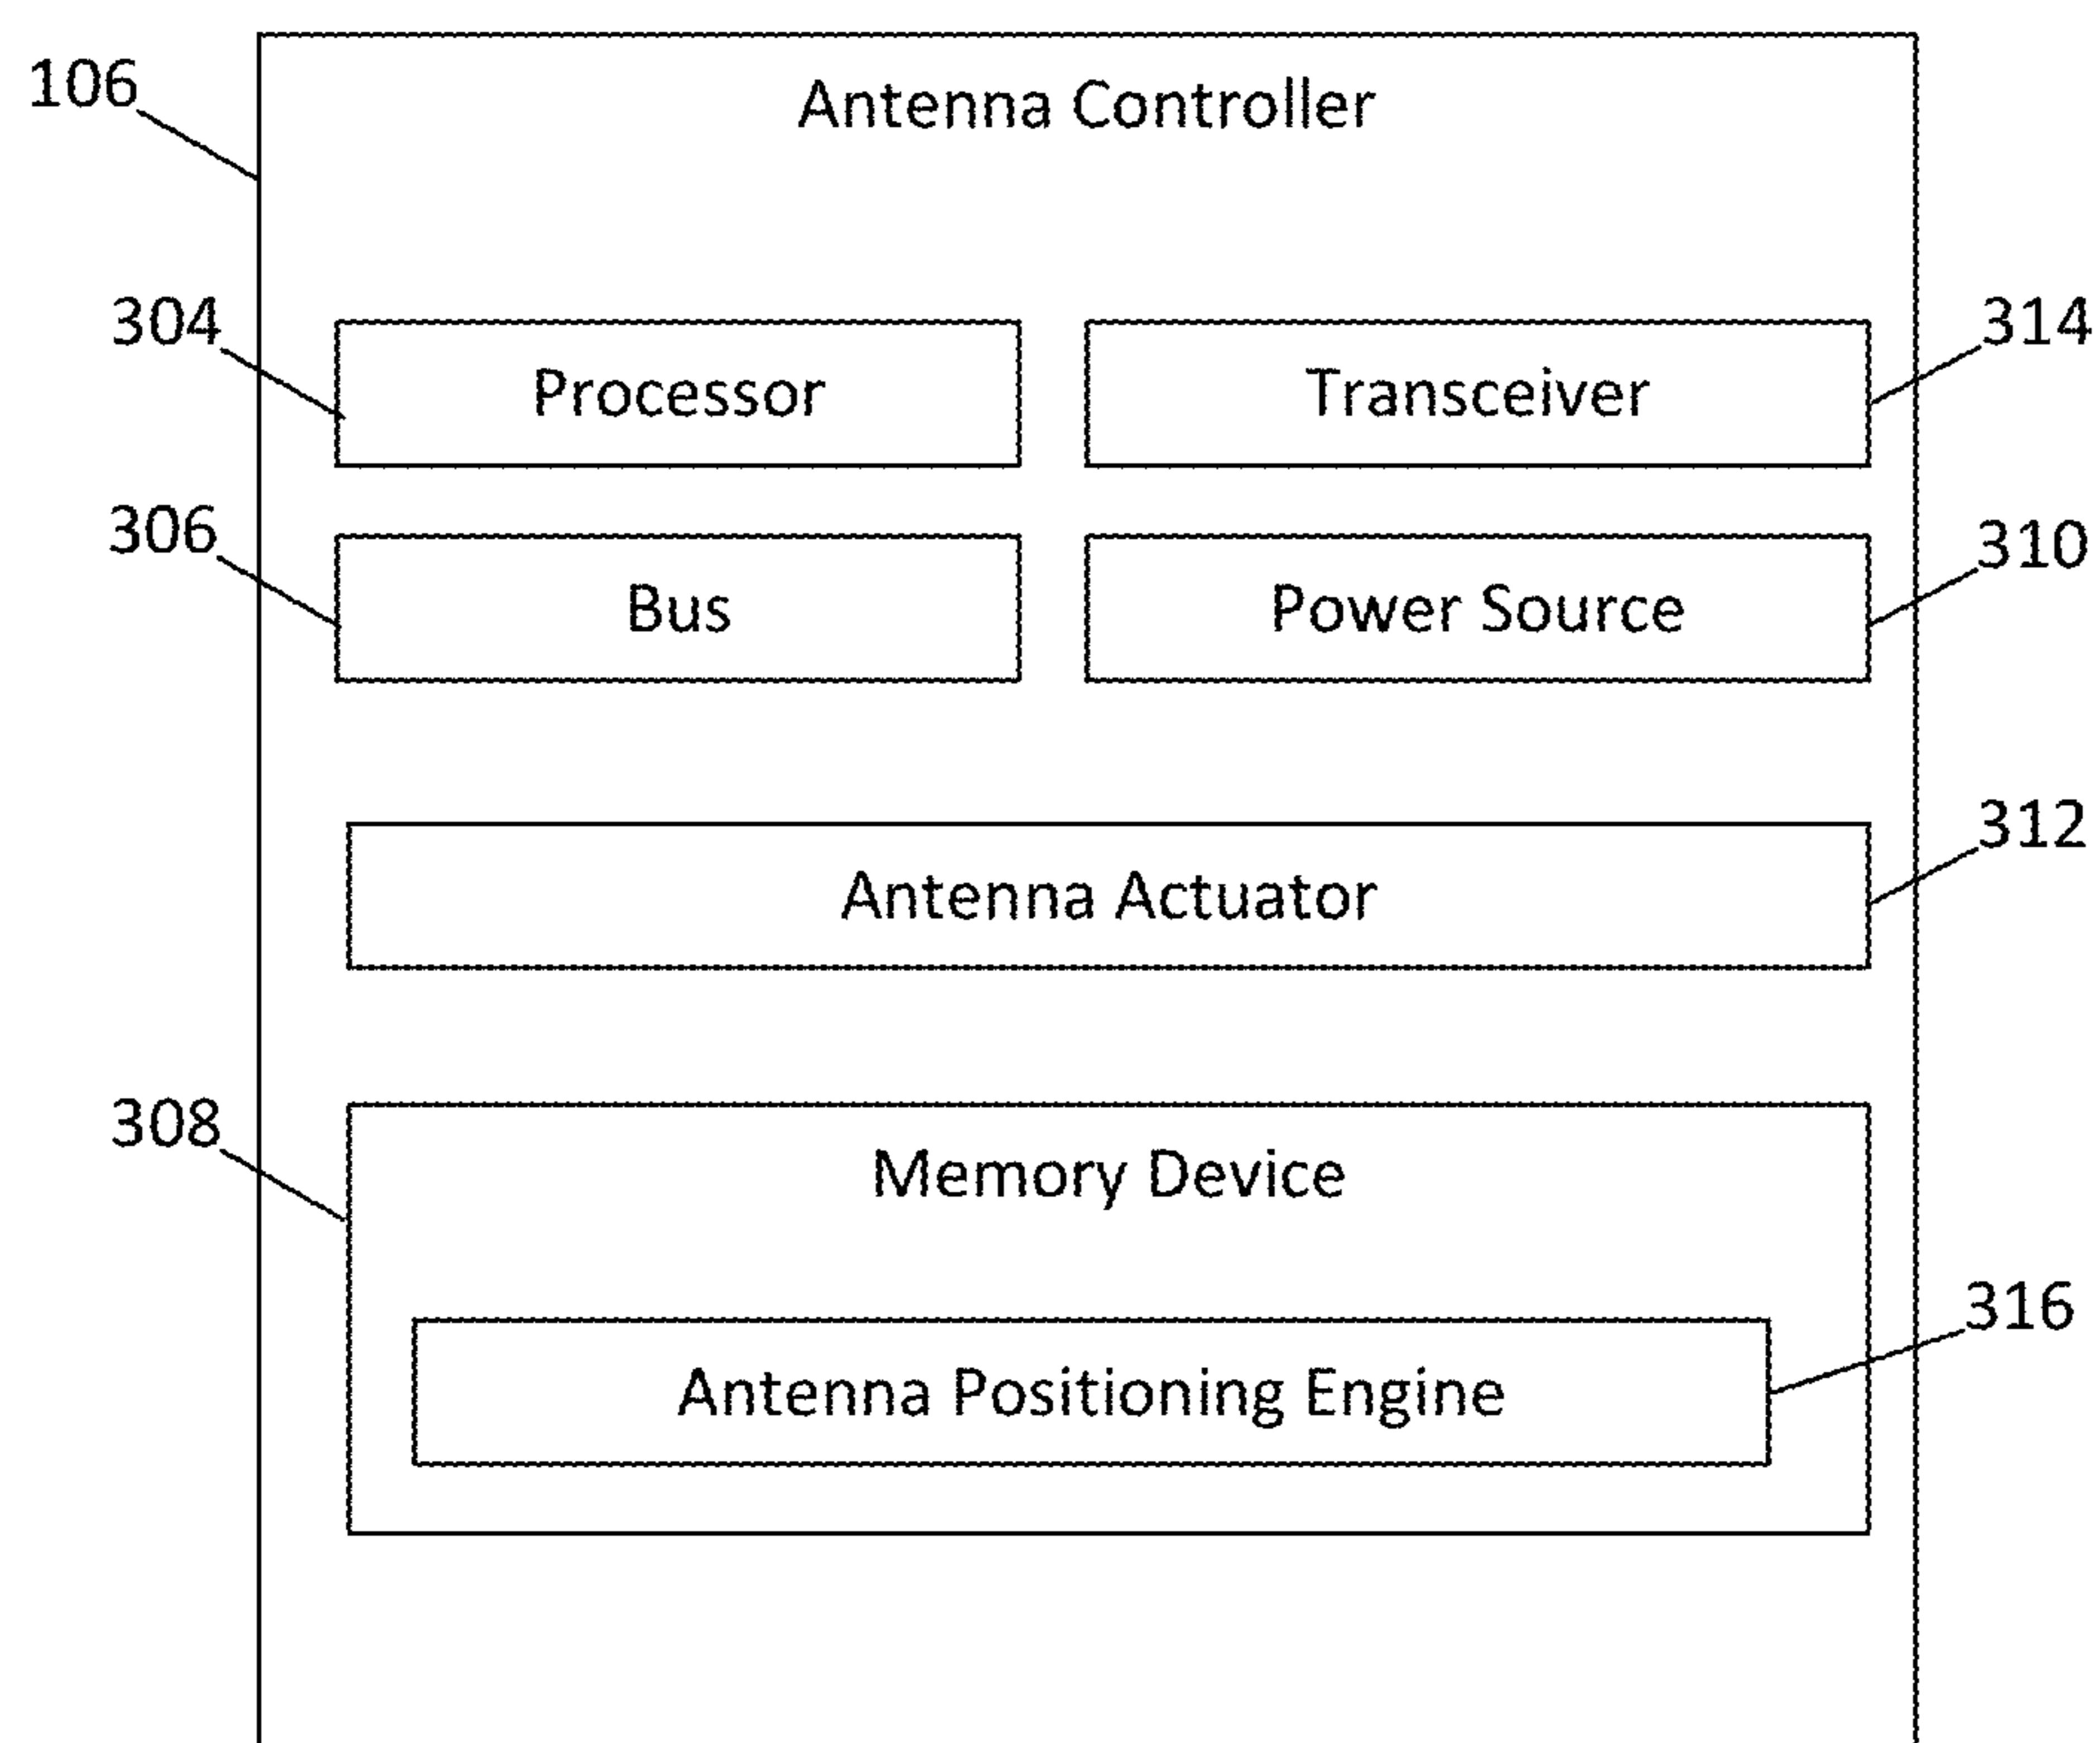 106
Antenna Controller
304
Processor
Transceiver
314
306
Bus
Power Source
310
Antenna Actuator
312
308
Memory Device
Antenna Positioning Engine
316